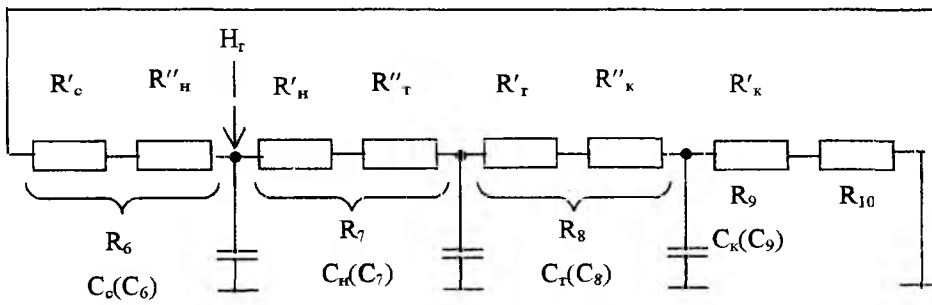 Hг
R′с R″н R′н R″т R′т R″к R′к
R6 R7 R8 R9 R10
Cс(C6) Cн(C7) Cт(C8) Cк(C9)